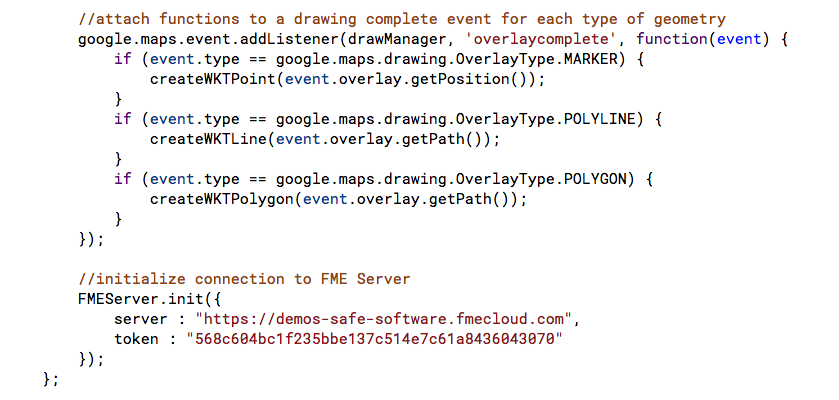 //attach functions to a drawing complete event for each type of geometry
google.maps.event.addListener(drawManager, 'overlaycomplete', function(event) {
if (event.type == google.maps.drawing.OverlayType.MARKER) {
createWKTPoint(event.overlay.getPosition());
}
if (event.type == google.maps.drawing.OverlayType.POLYLINE) {
createWKTLine(event.overlay.getPath());
}
if (event.type == google.maps.drawing.OverlayType.POLYGON) {
createWKTPolygon(event.overlay.getPath());
}
});
//initialize connection to FME Server
FMEServer.init({
server : "https://demos-safe-software.fmecloud.com",
token : "568c604bc1f235bbe137c514e7c61a8436043070"
});
};